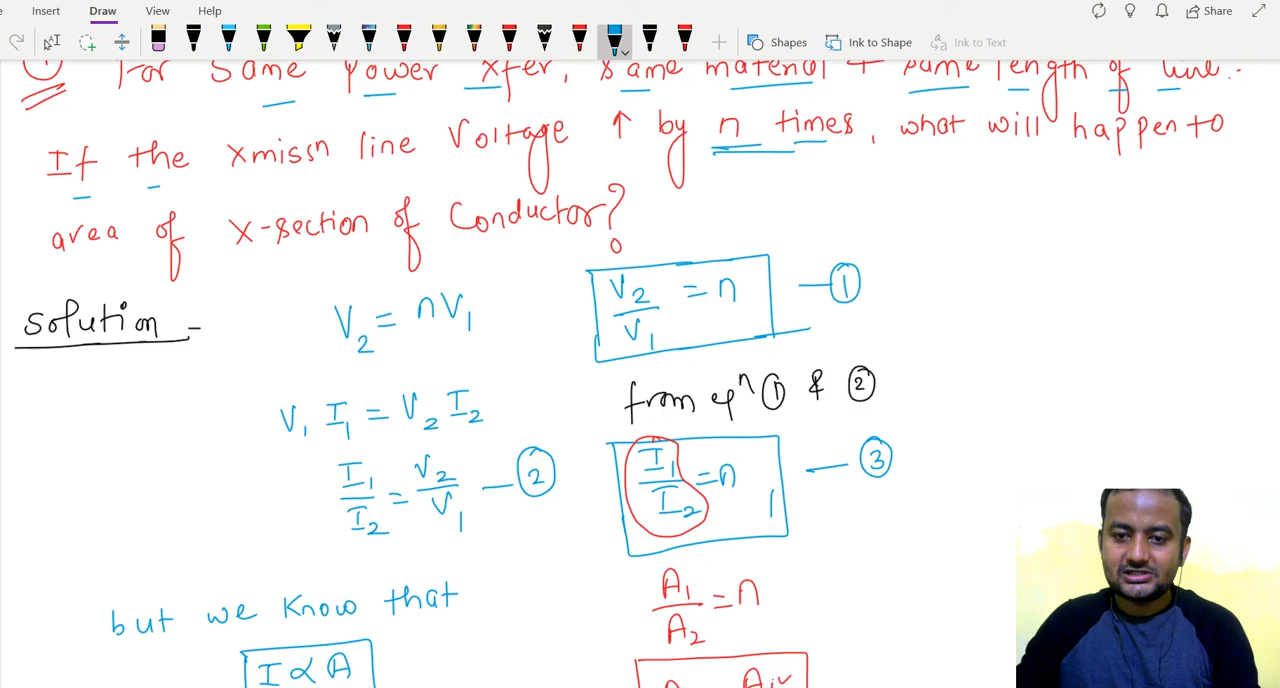 Insert Draw View Help
Share
Shapes Ink to Shape Ink to Text
① For same power xfer, same material + same length of line.
If the xmissn line Voltage ↑ by n times, what will happen to
area of x-section of Conductor?
Solution -
V₂ = nV₁
V₂/V₁ = n — ①
V₁ I₁ = V₂ I₂
from eqⁿ ① & ②
I₁/I₂ = V₂/V₁ — ②
I₁/I₂ = n — ③
but we know that
A₁/A₂ = n
I ∝ A